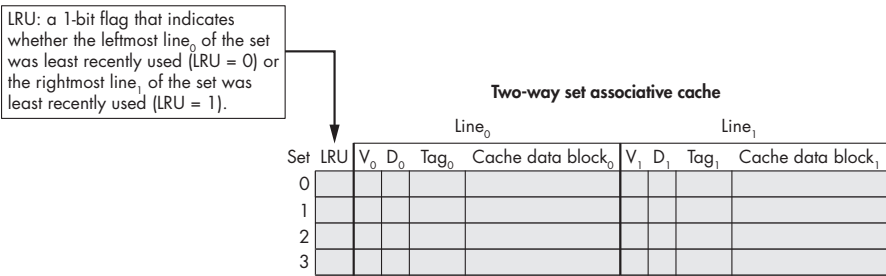 LRU: a 1-bit flag that indicates
whether the leftmost line₀ of the set
was least recently used (LRU = 0) or
the rightmost line₁ of the set was
least recently used (LRU = 1).
Two-way set associative cache
Line₀ Line₁
Set LRU V₀ D₀ Tag₀ Cache data block₀ V₁ D₁ Tag₁ Cache data block₁
0
1
2
3